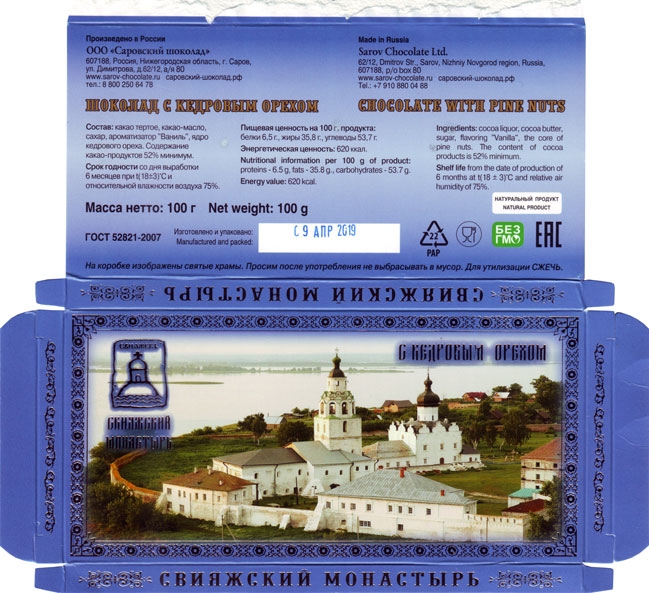 Произведено в России
ООО «Саровский шоколад»
607188, Россия, Нижегородская область, г. Саров,
ул. Димитрова, д.62/12, а/я 80
www.sarov-chocolate.ru саровский-шоколад.рф
тел.: 8 800 250 64 78
Made in Russia
Sarov Chocolate Ltd.
62/12, Dmitrov Str., Sarov, Nizhniy Novgorod region, Russia,
607188, p/o box 80
www.sarov-chocolate.ru саровский-шоколад.рф
Tel.: +7 910 880 04 88
ШОКОЛАД С КЕДРОВЫМ ОРЕХОМ
CHOCOLATE WITH PINE NUTS
Состав: какао тертое, какао-масло,
сахар, ароматизатор "Ваниль", ядро
кедрового ореха. Содержание
какао-продуктов 52% минимум.
Срок годности со дня выработки
6 месяцев при t(18±3)˚С и
относительной влажности воздуха 75%.
Пищевая ценность на 100 г. продукта:
белки 6,5 г., жиры 35,8 г., углеводы 53,7 г.
Энергетическая ценность: 620 ккал.
Nutritional information per 100 g of product:
proteins - 6.5 g, fats - 35.8 g., carbohydrates - 53.7 g.
Energy value: 620 kcal.
Ingredients: cocoa liquor, cocoa butter,
sugar, flavoring "Vanilla", the core of
pine nuts. The content of cocoa
products is 52% minimum.
Shelf life from the date of production of
6 months at t(18 ± 3)˚C and relative air
humidity of 75%.
Масса нетто: 100 г Net weight: 100 g
НАТУРАЛЬНЫЙ ПРОДУКТ
NATURAL PRODUCT
ГОСТ 52821-2007
Изготовлено и упаковано:
Manufactured and packed:
С 9 АПР 2019
22
PAP
БЕЗ
ГМО
EAC
На коробке изображены святые храмы. Просим после употребления не выбрасывать в мусор. Для утилизации СЖЕЧЬ.
СВИЯЖСКИЙ МОНАСТЫРЬ
С КЕДРОВЫМ ОРЕХОМ
СВИЯЖСКИЙ
МОНАСТЫРЬ
СВИЯЖСКИЙ МОНАСТЫРЬ